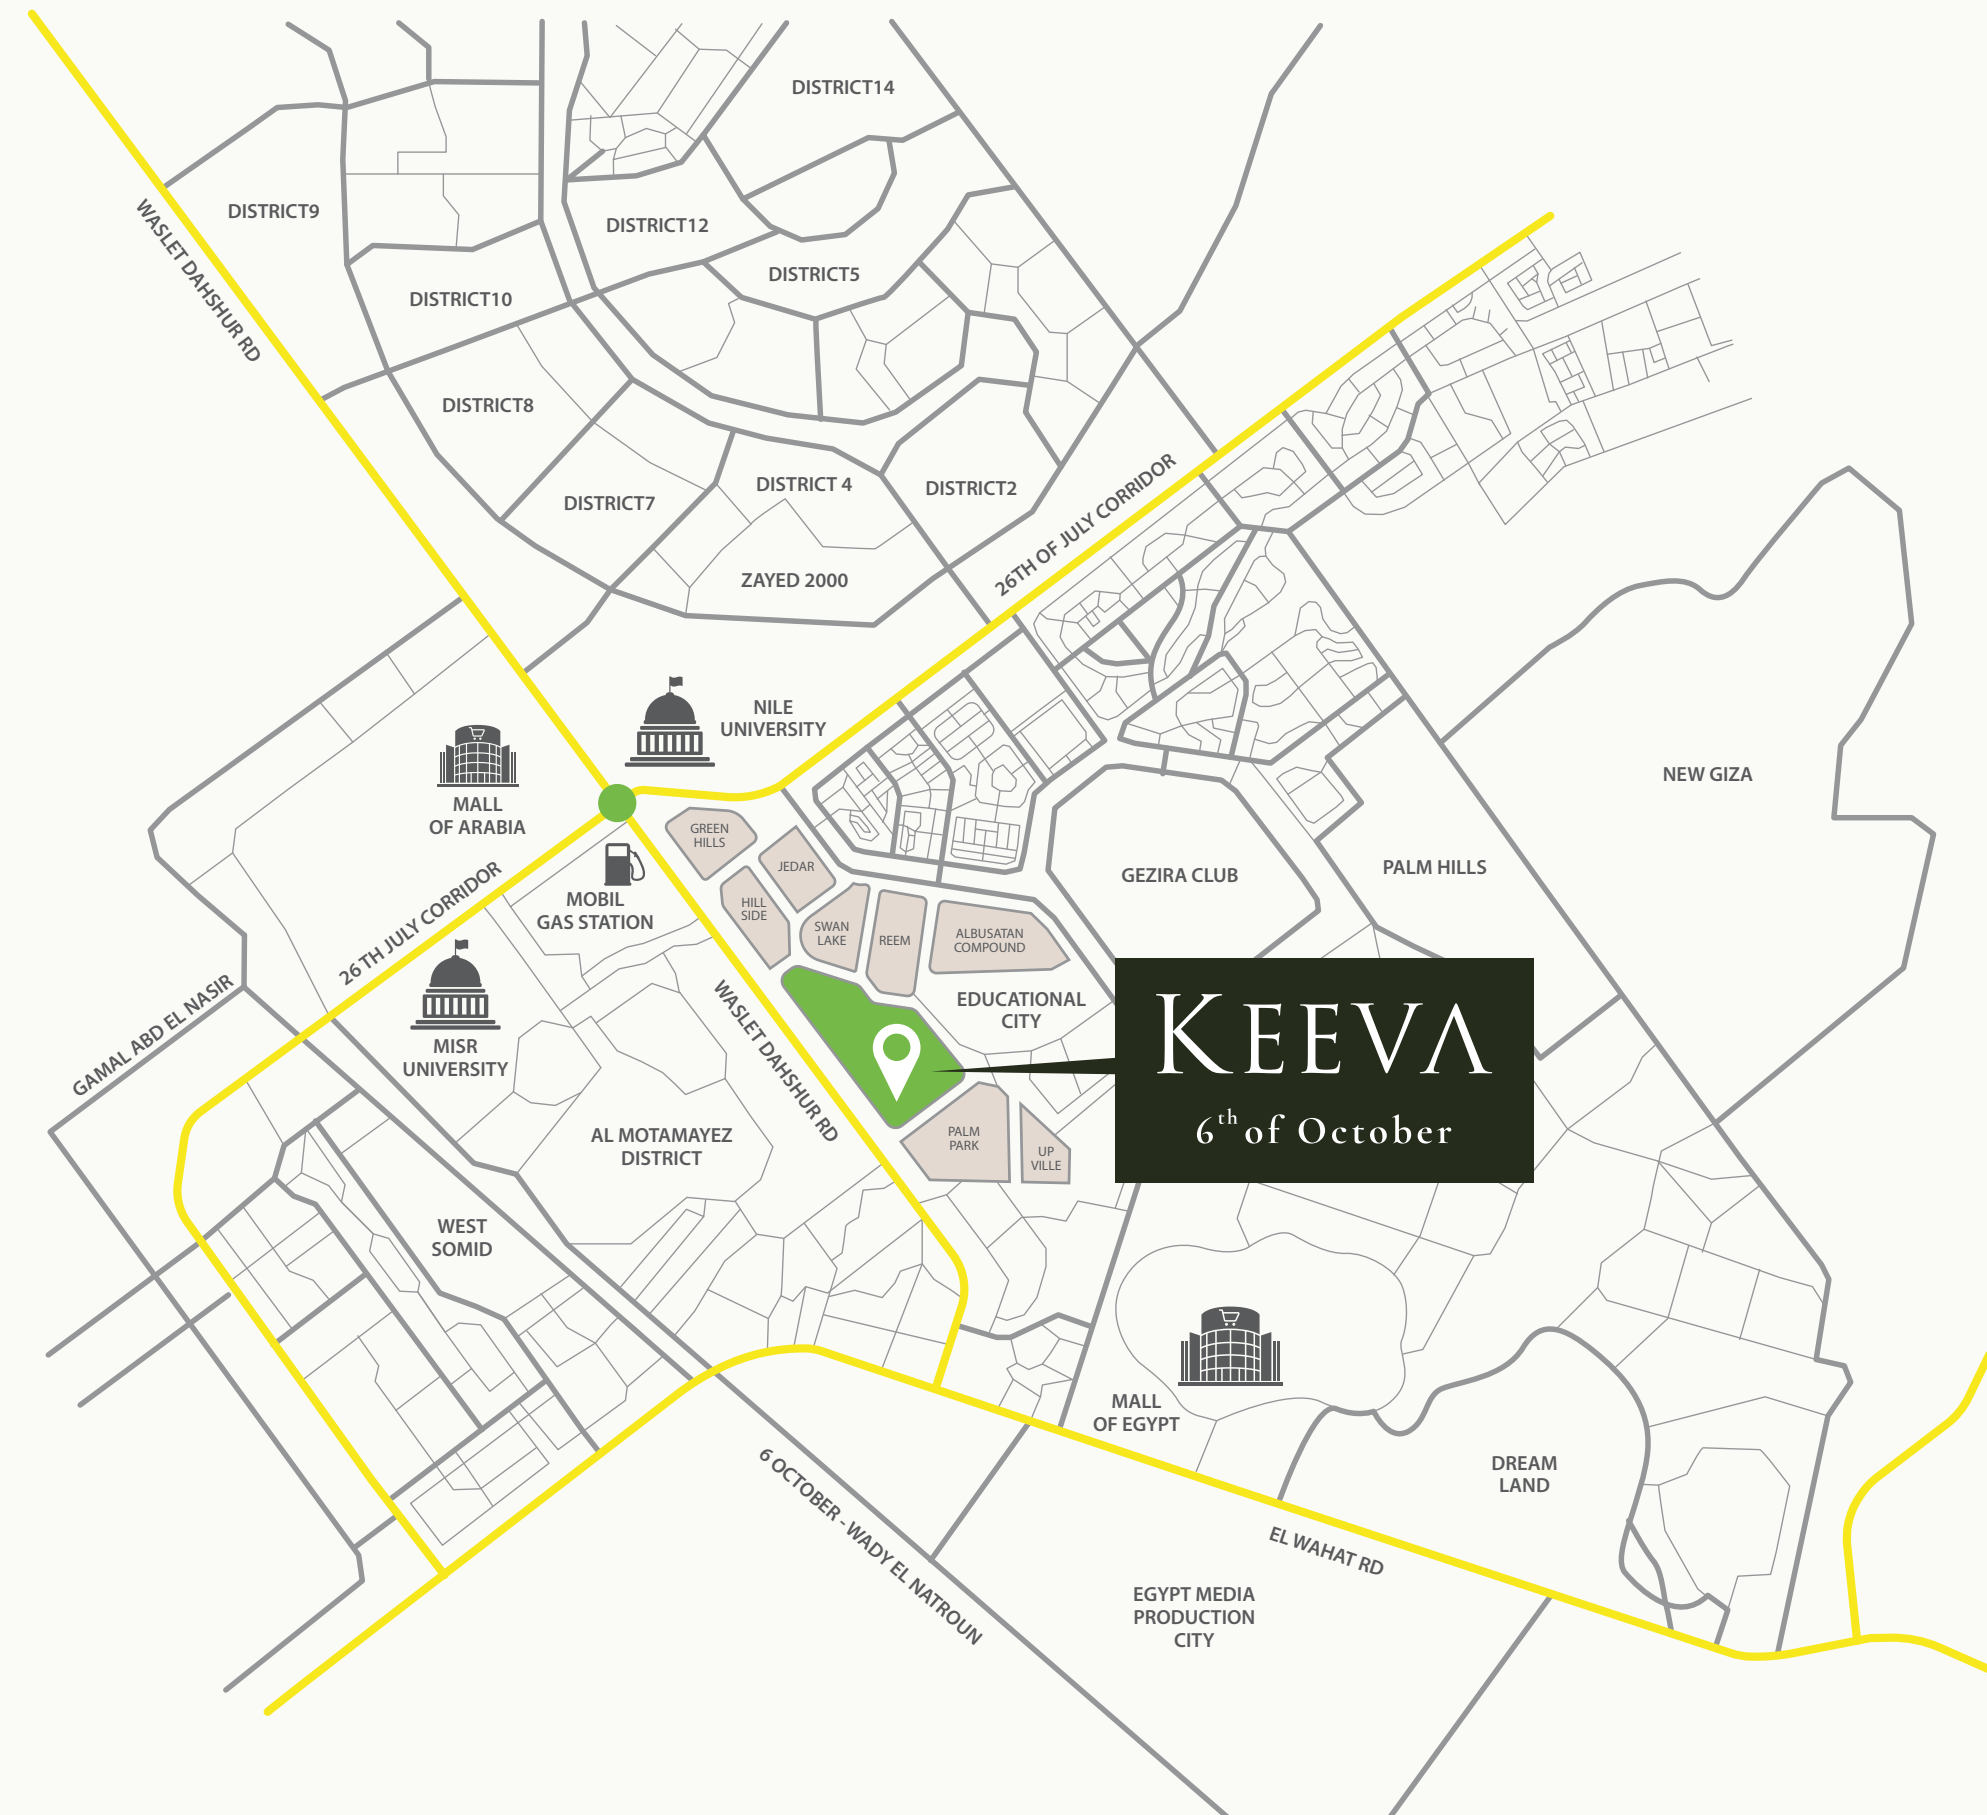 DISTRICT14
DISTRICT9
DISTRICT12
WASLET DAHSHUR RD
DISTRICT5
DISTRICT10
DISTRICT8
DISTRICT7
DISTRICT 4
DISTRICT2
26TH OF JULY CORRIDOR
ZAYED 2000
NILE
UNIVERSITY
MALL
OF ARABIA
NEW GIZA
GREEN
HILLS
JEDAR
GEZIRA CLUB
PALM HILLS
MOBIL
GAS STATION
HILL
SIDE
SWAN
LAKE
REEM
ALBUSATAN
COMPOUND
26TH JULY CORRIDOR
GAMAL ABD EL NASIR
MISR
UNIVERSITY
WASLET DAHSHUR RD
EDUCATIONAL
CITY
KEEVA
6th of October
PALM
PARK
UP
VILLE
AL MOTAMAYEZ
DISTRICT
WEST
SOMID
MALL
OF EGYPT
DREAM
LAND
6 OCTOBER - WADY EL NATROUN
EL WAHAT RD
EGYPT MEDIA
PRODUCTION
CITY